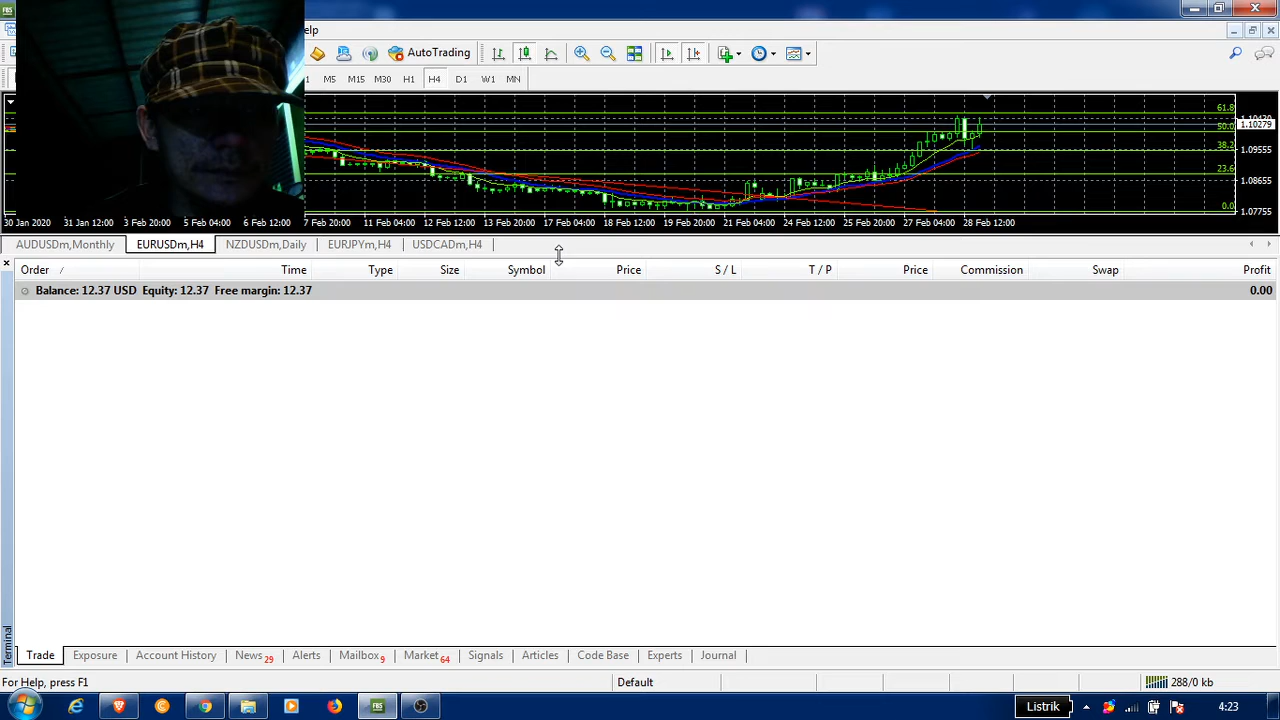 FBS
elp
AutoTrading
M5 M15 M30 H1 H4 D1 W1 MN
61.8
50.0 1.10279
38.2 1.09555
23.6 1.08655
0.0 1.07755
30 Jan 2020 31 Jan 12:00 3 Feb 20:00 5 Feb 04:00 6 Feb 12:00 7 Feb 20:00 11 Feb 04:00 12 Feb 12:00 13 Feb 20:00 17 Feb 04:00 18 Feb 12:00 19 Feb 20:00 21 Feb 04:00 24 Feb 12:00 25 Feb 20:00 27 Feb 04:00 28 Feb 12:00
AUDUSDm,Monthly EURUSDm,H4 NZDUSDm,Daily EURJPYm,H4 USDCADm,H4
Order / Time Type Size Symbol Price S / L T / P Price Commission Swap Profit
Balance: 12.37 USD Equity: 12.37 Free margin: 12.37 0.00
Terminal
Trade Exposure Account History News 29 Alerts Mailbox 9 Market 64 Signals Articles Code Base Experts Journal
For Help, press F1 Default 288/0 kb
FBS Listrik 4:23